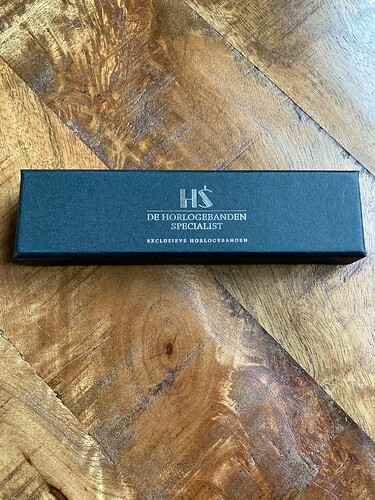 HS
DE HORLOGEBANDEN
SPECIALIST
EXCLUSIEVE HORLOGEBANDEN